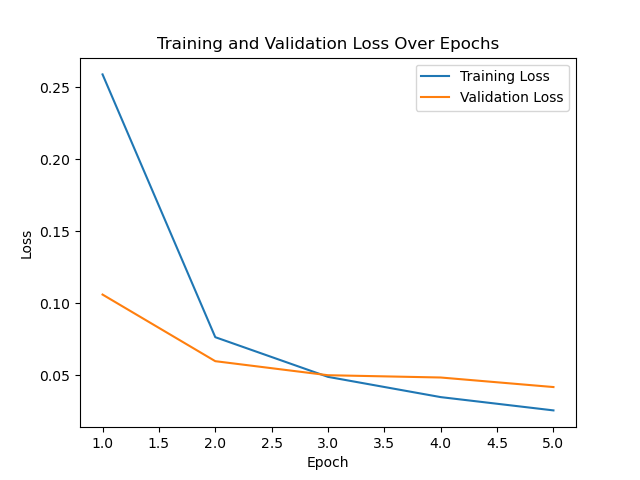 Training and Validation Loss Over Epochs
Training Loss
Validation Loss
0.25
0.20
0.15
0.10
0.05
Loss
1.0 1.5 2.0 2.5 3.0 3.5 4.0 4.5 5.0
Epoch